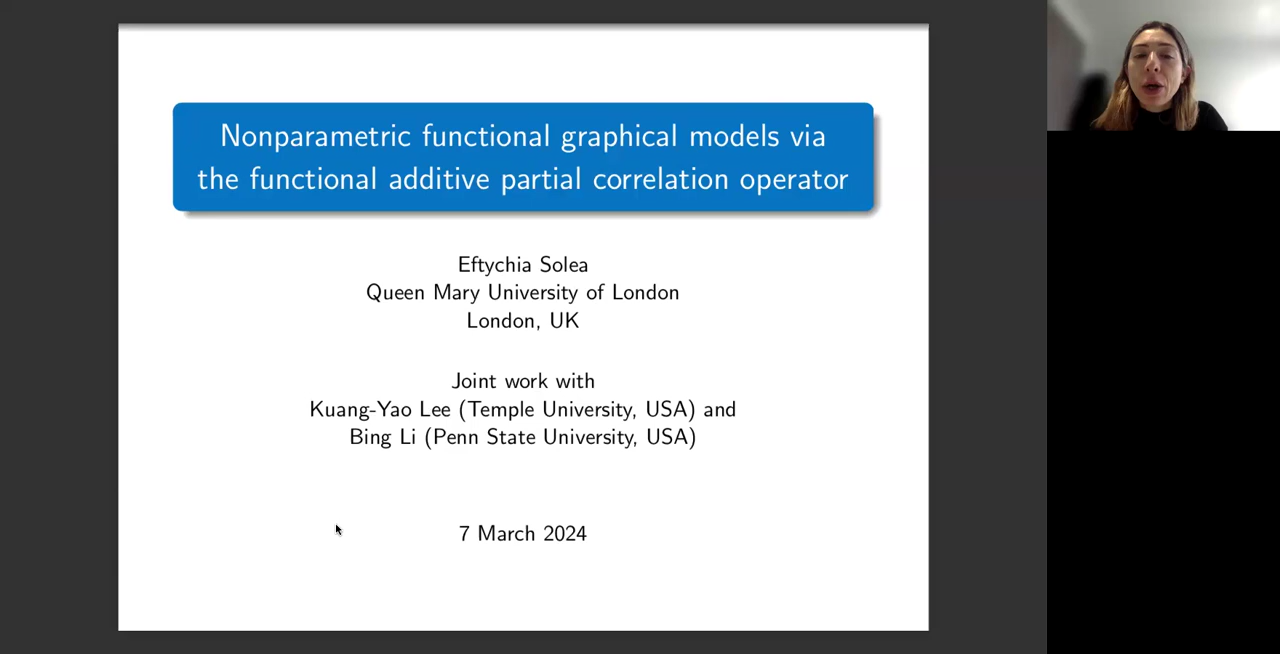 Nonparametric functional graphical models via
the functional additive partial correlation operator
Eftychia Solea
Queen Mary University of London
London, UK
Joint work with
Kuang-Yao Lee (Temple University, USA) and
Bing Li (Penn State University, USA)
7 March 2024